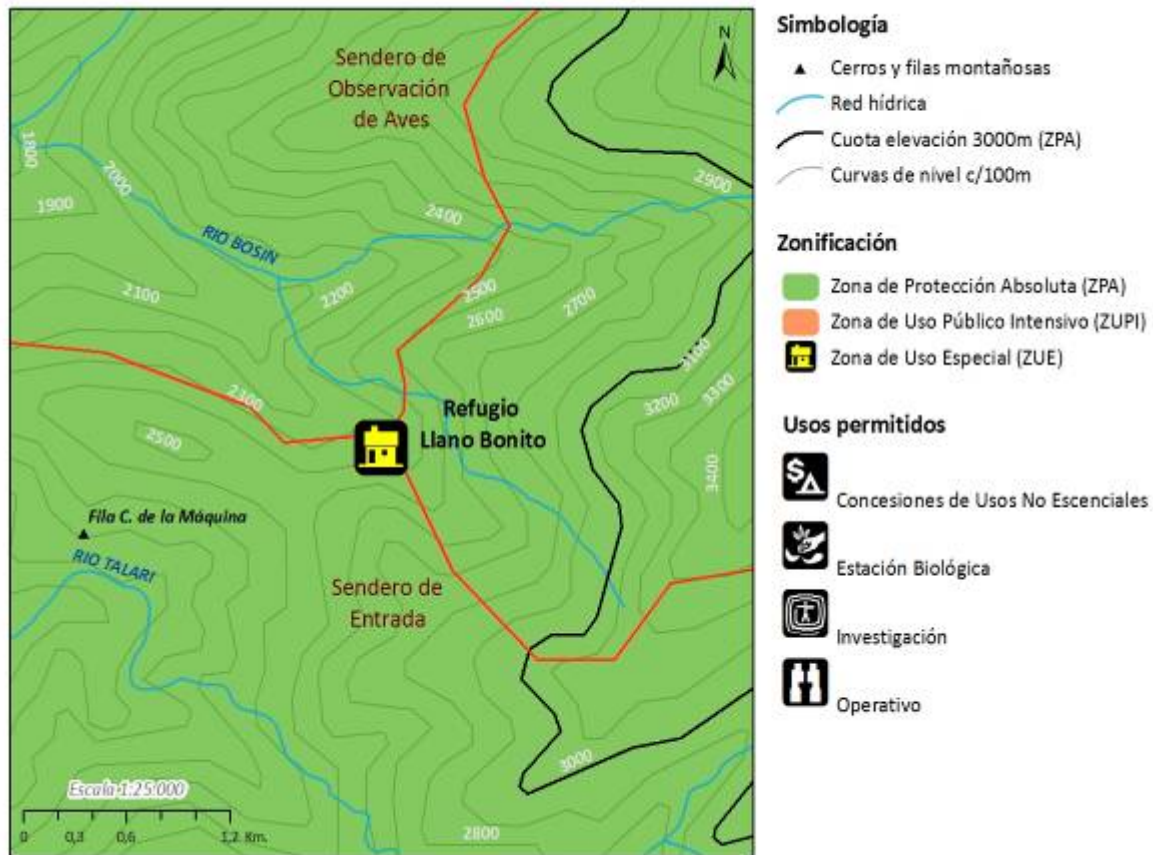 N
Sendero de
Observación
de Aves
1800
2000
2900
1900
2400
RIO BOSIN
2100
2200
2500
2700
2600
3100
2300
3200
3300
Refugio
Llano Bonito
2500
3400
Fila C. de la Máquina
RIO TALARI
Sendero de
Entrada
3000
Escala 1:25.000
0 0,3 0,6 1,2 Km.
2800
Simbología
Cerros y filas montañosas
Red hídrica
Cuota elevación 3000m (ZPA)
Curvas de nivel c/100m
Zonificación
Zona de Protección Absoluta (ZPA)
Zona de Uso Público Intensivo (ZUPI)
Zona de Uso Especial (ZUE)
Usos permitidos
Concesiones de Usos No Escenciales
Estación Biológica
Investigación
Operativo